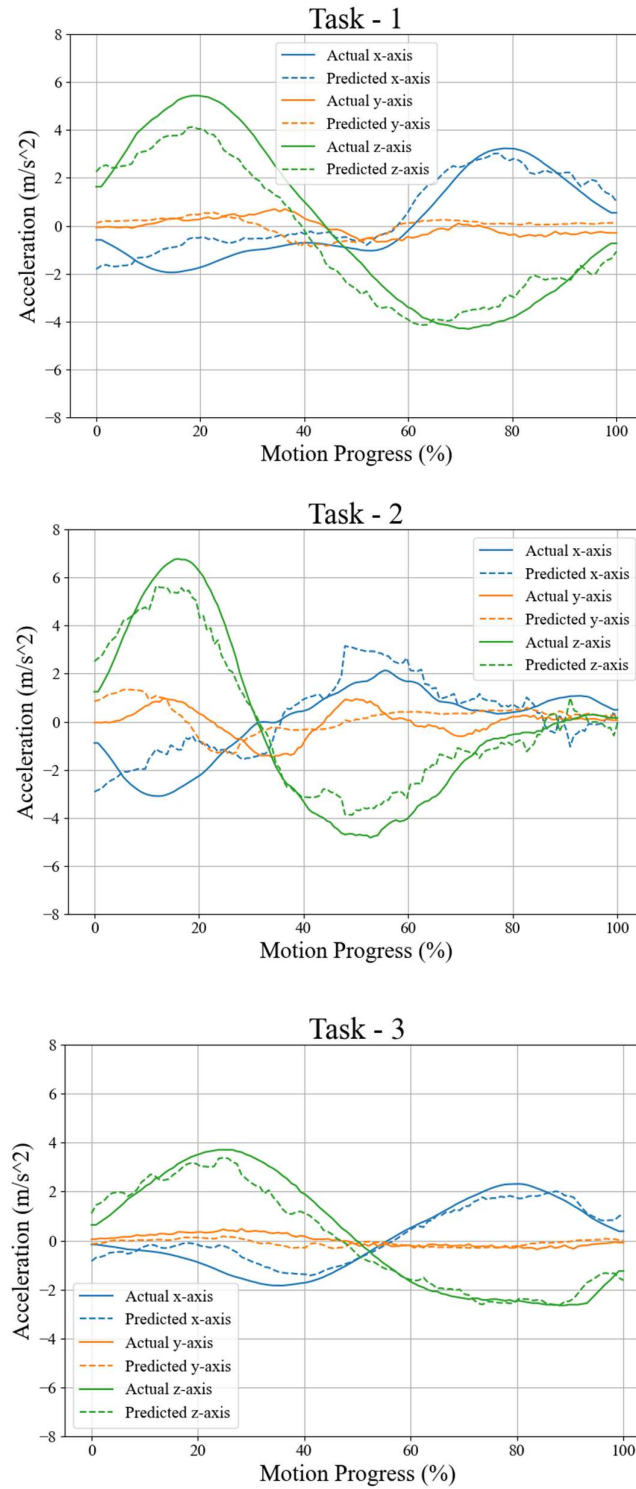 Task - 1
8
6
4
2
0
−2
−4
−6
−8
Acceleration (m/s^2)
Actual x-axis
Predicted x-axis
Actual y-axis
Predicted y-axis
Actual z-axis
Predicted z-axis
0 20 40 60 80 100
Motion Progress (%)
Task - 2
8
6
4
2
0
−2
−4
−6
−8
Acceleration (m/s^2)
Actual x-axis
Predicted x-axis
Actual y-axis
Predicted y-axis
Actual z-axis
Predicted z-axis
0 20 40 60 80 100
Motion Progress (%)
Task - 3
8
6
4
2
0
−2
−4
−6
−8
Acceleration (m/s^2)
Actual x-axis
Predicted x-axis
Actual y-axis
Predicted y-axis
Actual z-axis
Predicted z-axis
0 20 40 60 80 100
Motion Progress (%)